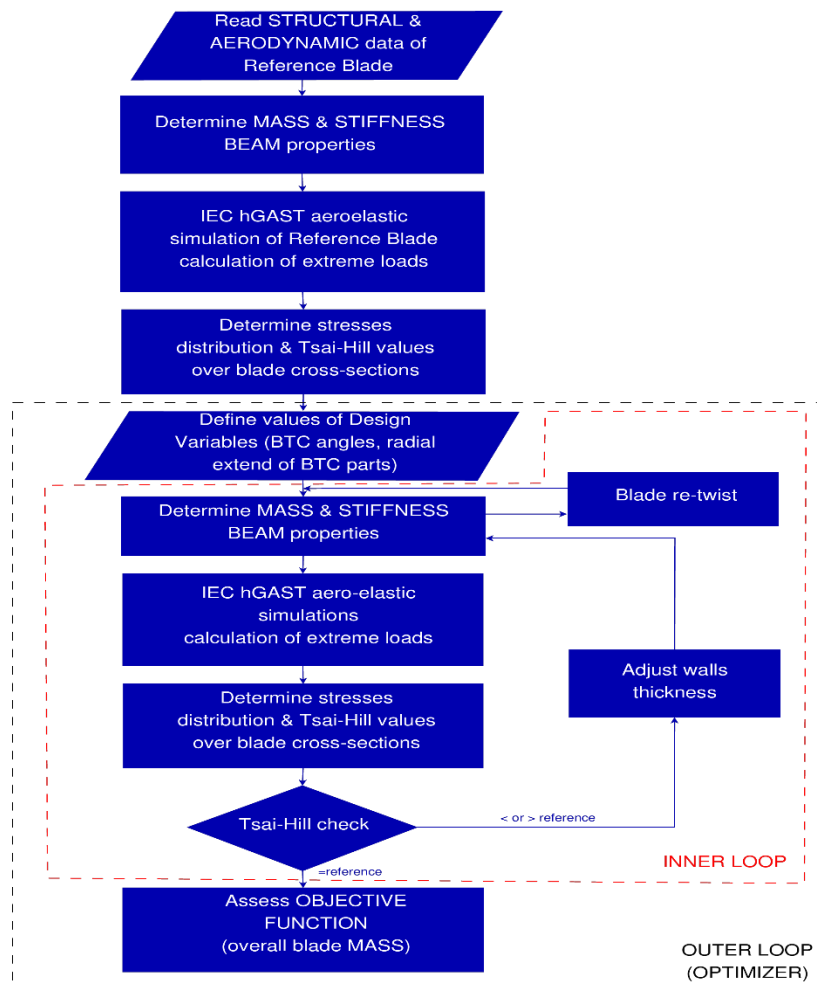 Read STRUCTURAL &
AERODYNAMIC data of
Reference Blade
Determine MASS & STIFFNESS
BEAM properties
IEC hGAST aeroelastic
simulation of Reference Blade
calculation of extreme loads
Determine stresses
distribution & Tsai-Hill values
over blade cross-sections
Define values of Design
Variables (BTC angles, radial
extend of BTC parts)
Blade re-twist
Determine MASS & STIFFNESS
BEAM properties
IEC hGAST aero-elastic
simulations
calculation of extreme loads
Adjust walls
thickness
Determine stresses
distribution & Tsai-Hill values
over blade cross-sections
Tsai-Hill check
< or > reference
=reference
INNER LOOP
Assess OBJECTIVE
FUNCTION
(overall blade MASS)
OUTER LOOP
(OPTIMIZER)